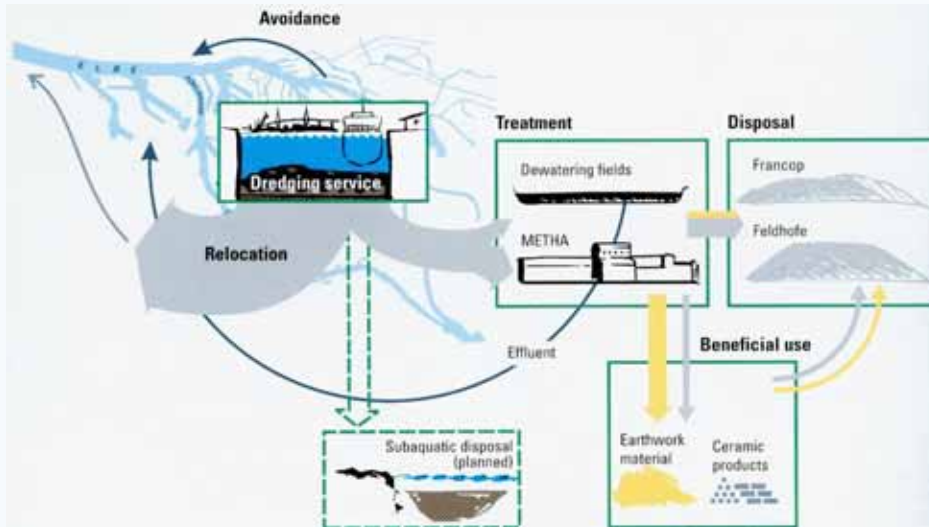 Avoidance
ELBE
Dredging service
Treatment
Disposal
Dewatering fields
Francop
METHA
Feldhofe
Relocation
Effluent
Beneficial use
Subaquatic disposal
(planned)
Earthwork
material
Ceramic
products